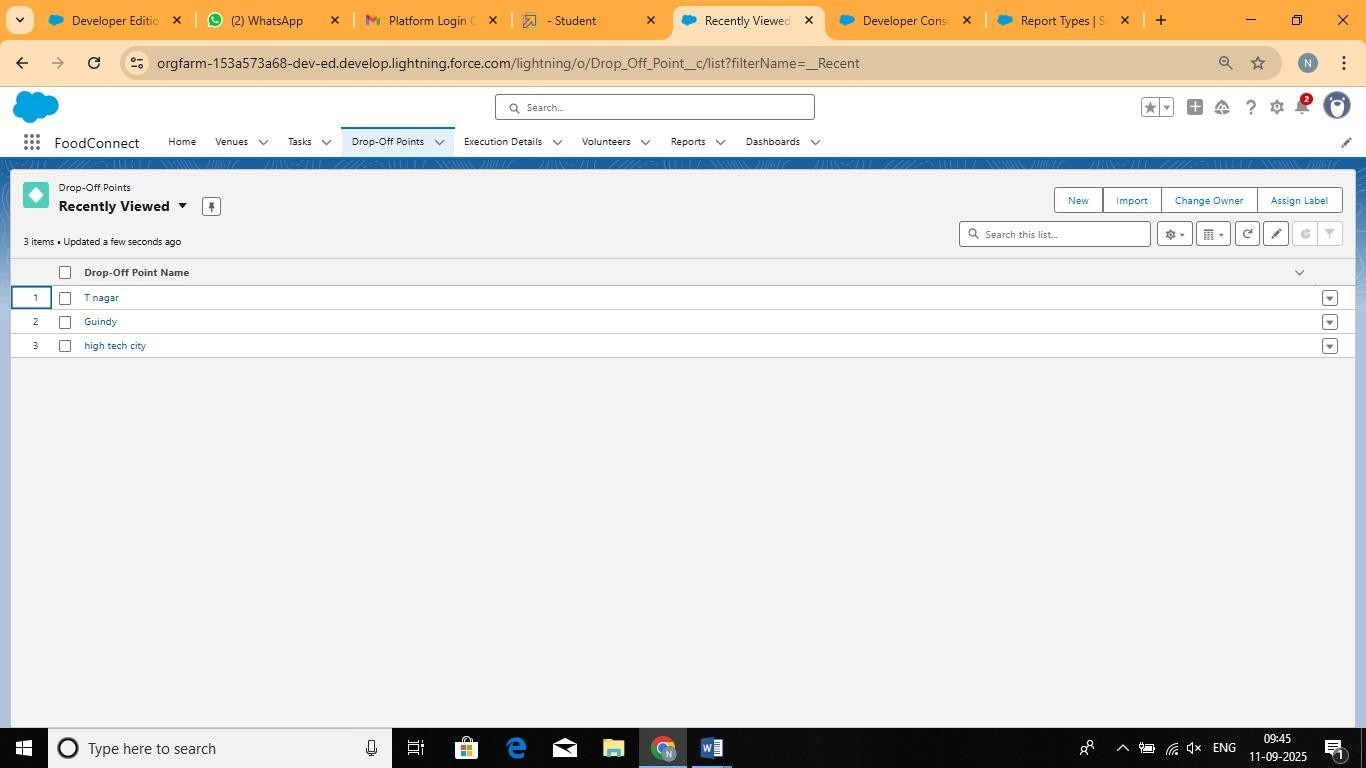 Developer Editio
(2) WhatsApp
Platform Login C
- Student
Recently Viewed
Developer Conso
Report Types | S
orgfarm-153a573a68-dev-ed.develop.lightning.force.com/lightning/o/Drop_Off_Point__c/list?filterName=__Recent
N
Search...
2
FoodConnect
Home
Venues
Tasks
Drop-Off Points
Execution Details
Volunteers
Reports
Dashboards
Drop-Off Points
Recently Viewed
New
Import
Change Owner
Assign Label
3 items • Updated a few seconds ago
Search this list...
Drop-Off Point Name
1
T nagar
2
Guindy
3
high tech city
Type here to search
ENG
09:45
11-09-2025
1